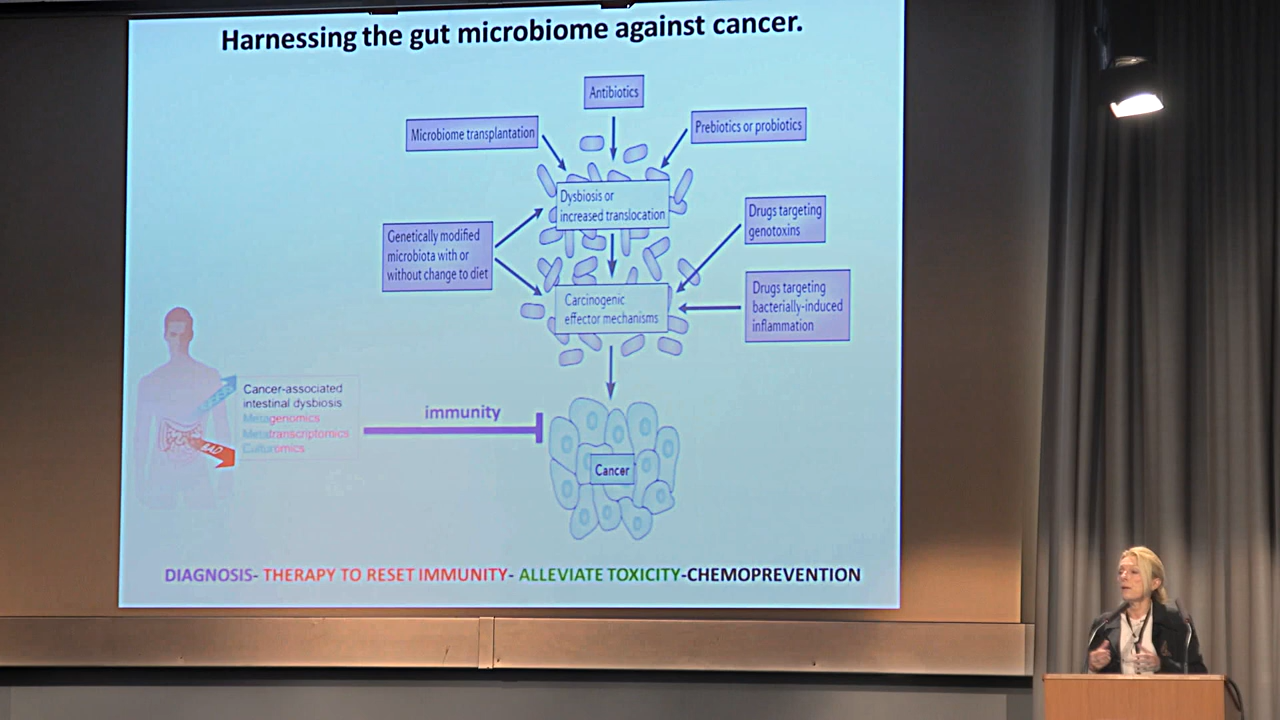 Harnessing the gut microbiome against cancer.
Antibiotics
Microbiome transplantation
Prebiotics or probiotics
Dysbiosis or
increased translocation
Drugs targeting
genotoxins
Genetically modified
microbiota with or
without change to diet
Carcinogenic
effector mechanisms
Drugs targeting
bacterially-induced
inflammation
Cancer-associated
intestinal dysbiosis
Metagenomics
Metatranscriptomics
Culturomics
BAD
immunity
Cancer
DIAGNOSIS- THERAPY TO RESET IMMUNITY- ALLEVIATE TOXICITY-CHEMOPREVENTION